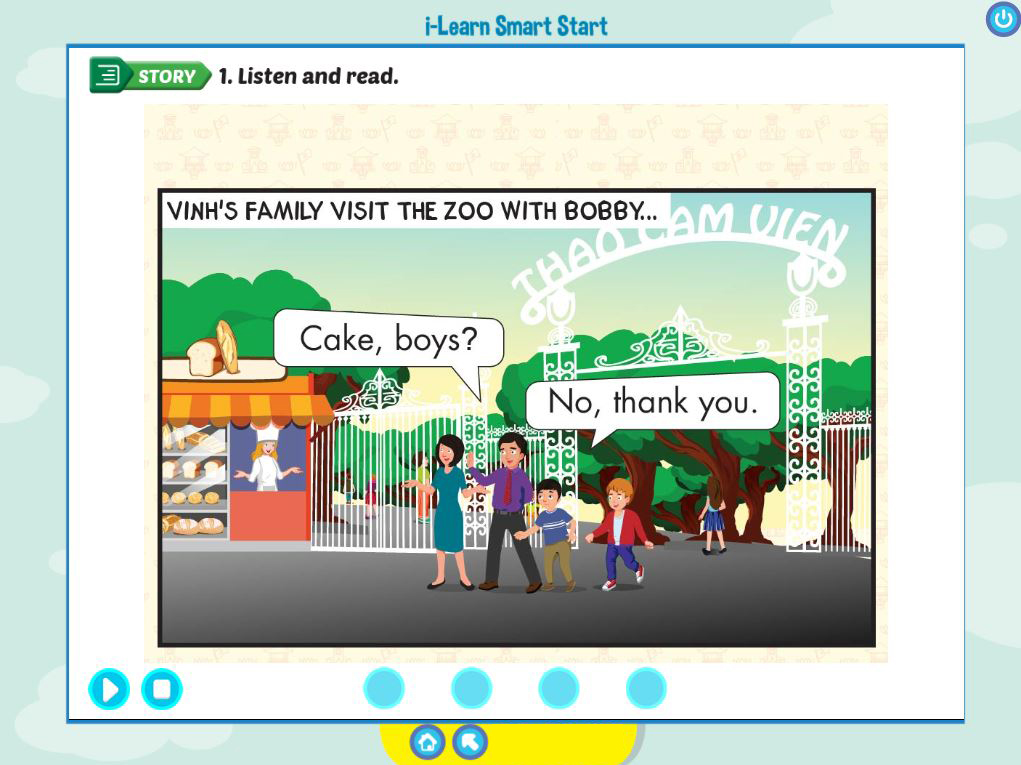 i-Learn Smart Start
STORY 1. Listen and read.
VINH'S FAMILY VISIT THE ZOO WITH BOBBY...
THAO CAM VIEN
Cake, boys?
No, thank you.